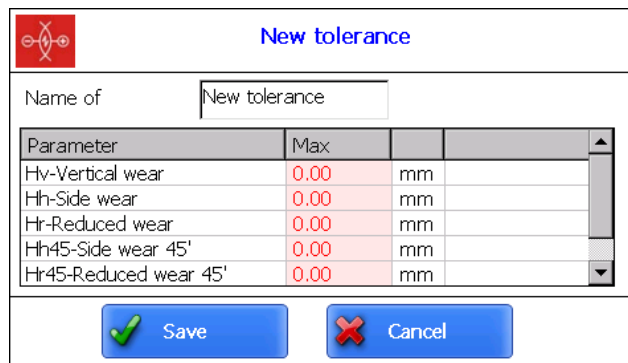 New tolerance
Name of New tolerance
Parameter Max
Hv-Vertical wear 0.00 mm
Hh-Side wear 0.00 mm
Hr-Reduced wear 0.00 mm
Hh45-Side wear 45' 0.00 mm
Hr45-Reduced wear 45' 0.00 mm
Save Cancel